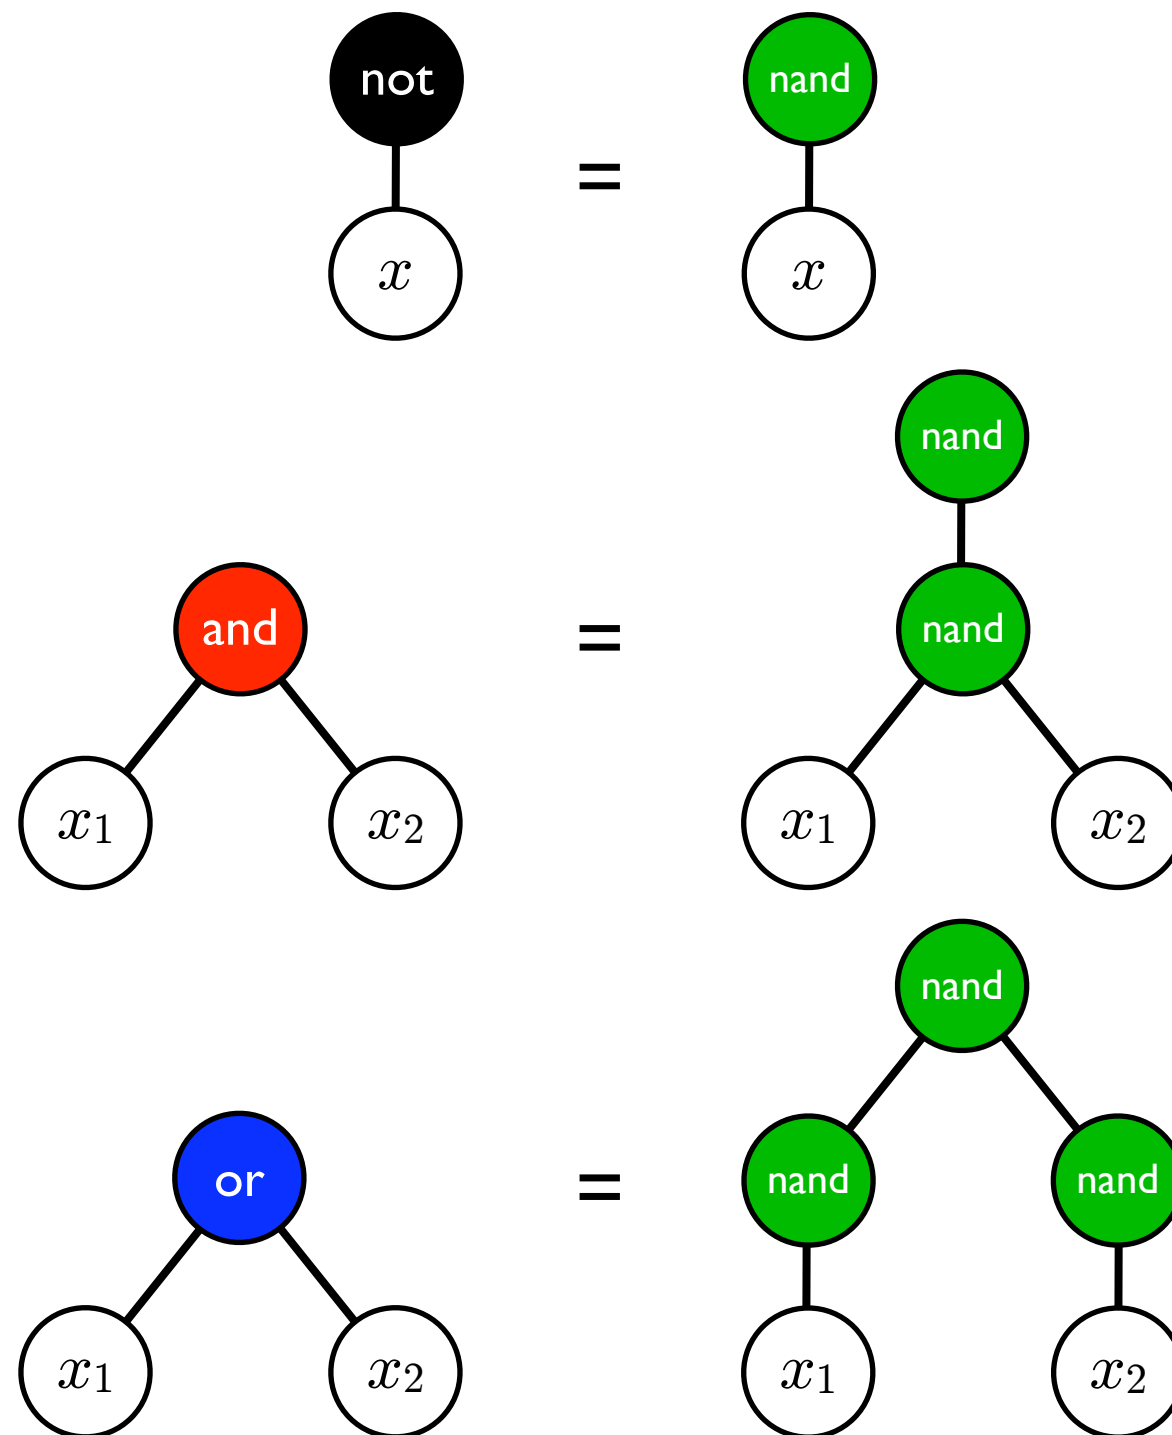 not = nand
x x
nand
and = nand
x₁ x₂ x₁ x₂
nand
or = nand nand
x₁ x₂ x₁ x₂